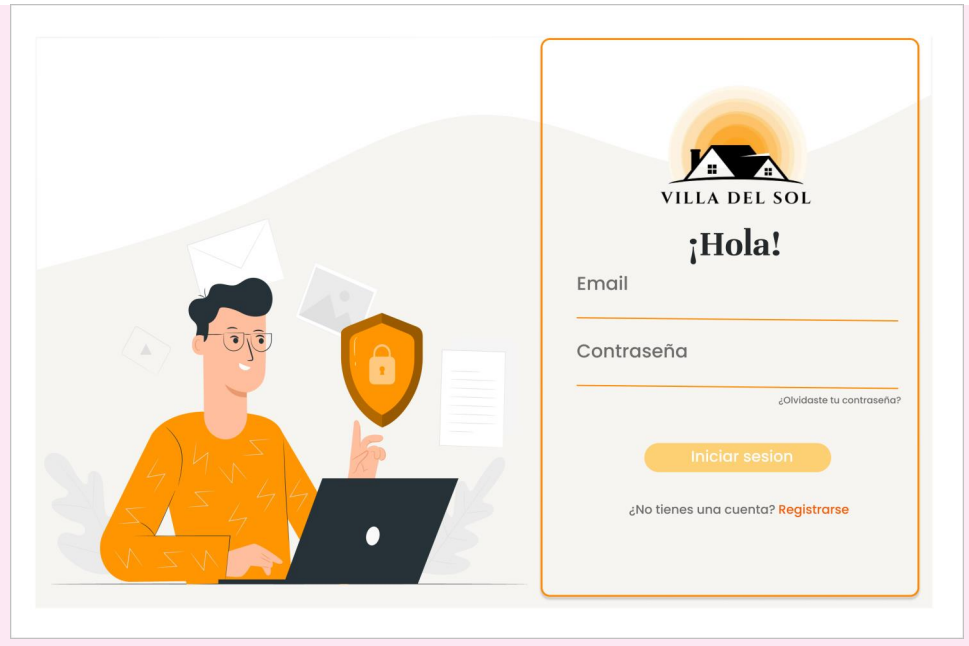 VILLA DEL SOL
¡Hola!
Email
Contraseña
¿Olvidaste tu contraseña?
Iniciar sesion
¿No tienes una cuenta? Registrarse